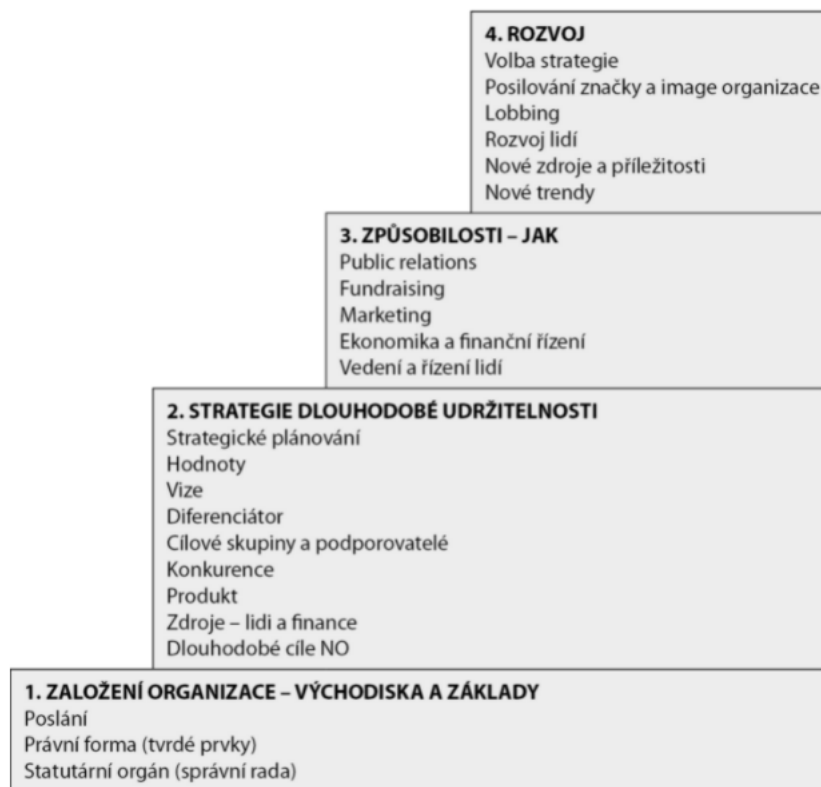 4. ROZVOJ
Volba strategie
Posilování značky a image organizace
Lobbing
Rozvoj lidí
Nové zdroje a příležitosti
Nové trendy
3. ZPŮSOBILOSTI – JAK
Public relations
Fundraising
Marketing
Ekonomika a finanční řízení
Vedení a řízení lidí
2. STRATEGIE DLOUHODOBÉ UDRŽITELNOSTI
Strategické plánování
Hodnoty
Vize
Diferenciátor
Cílové skupiny a podporovatelé
Konkurence
Produkt
Zdroje – lidi a finance
Dlouhodobé cíle NO
1. ZALOŽENÍ ORGANIZACE – VÝCHODISKA A ZÁKLADY
Poslání
Právní forma (tvrdé prvky)
Statutární orgán (správní rada)